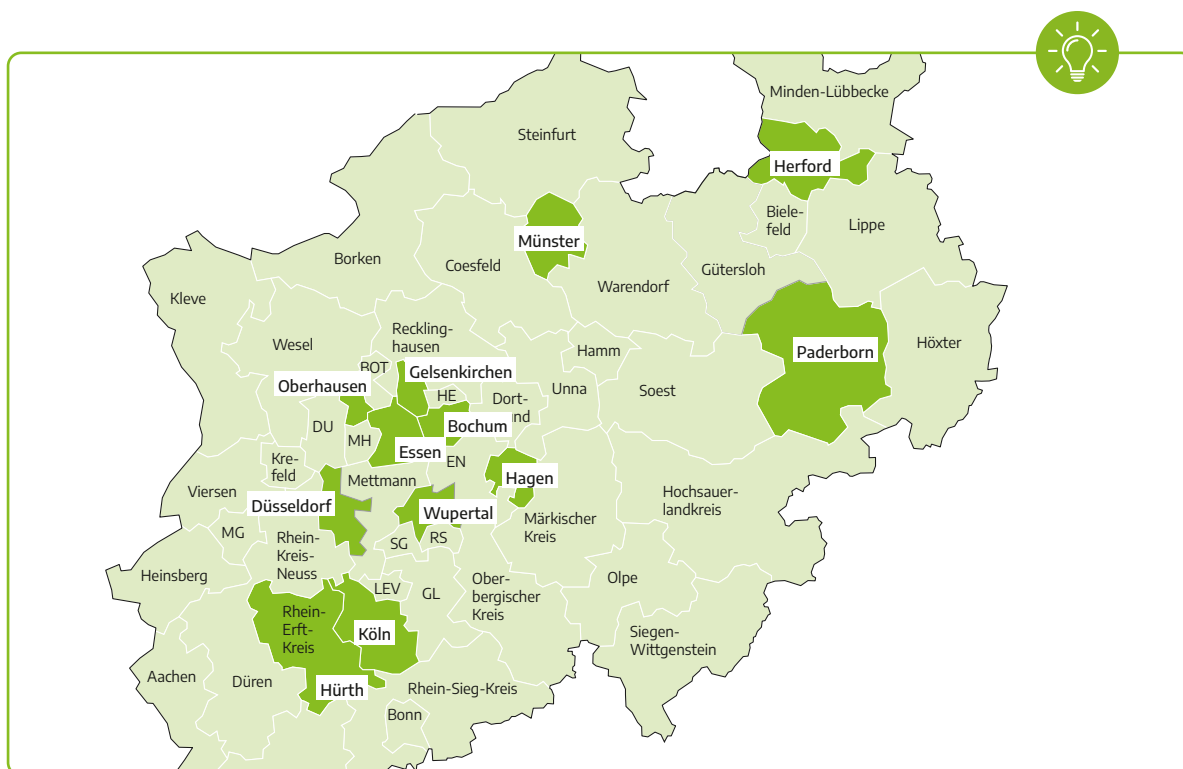 Minden-Lübbecke
Steinfurt
Herford
Biele-
feld
Lippe
Münster
Borken
Coesfeld
Gütersloh
Warendorf
Kleve
Reckling-
hausen
Wesel
Hamm
Paderborn
Höxter
BOT
Gelsenkirchen
Oberhausen
HE
Dort-
nd
Unna
Soest
DU
MH
Bochum
Essen
EN
Kre-
feld
Mettmann
Hagen
Viersen
Düsseldorf
Wupertal
Hochsauer-
landkreis
MG
Rhein-
Kreis-
Neuss
SG
RS
Märkischer
Kreis
Heinsberg
LEV
GL
Ober-
bergischer
Kreis
Olpe
Rhein-
Erft-
Kreis
Köln
Siegen-
Wittgenstein
Aachen
Düren
Hürth
Rhein-Sieg-Kreis
Bonn